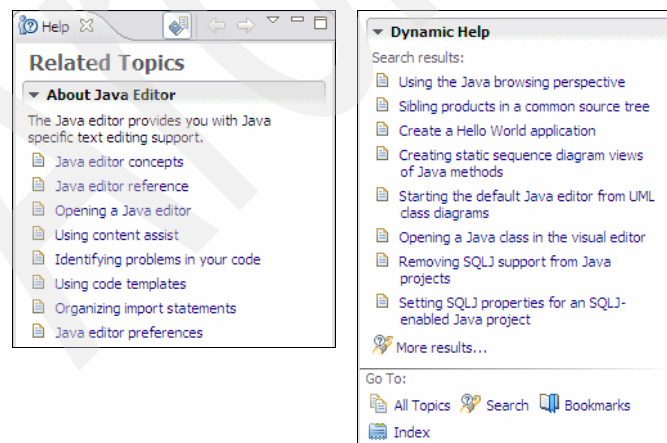 Help
Related Topics
About Java Editor
The Java editor provides you with Java
specific text editing support.
Java editor concepts
Java editor reference
Opening a Java editor
Using content assist
Identifying problems in your code
Using code templates
Organizing import statements
Java editor preferences
Dynamic Help
Search results:
Using the Java browsing perspective
Sibling products in a common source tree
Create a Hello World application
Creating static sequence diagram views
of Java methods
Starting the default Java editor from UML
class diagrams
Opening a Java class in the visual editor
Removing SQLJ support from Java
projects
Setting SQLJ properties for an SQLJ-
enabled Java project
More results...
Go To:
All Topics Search Bookmarks
Index